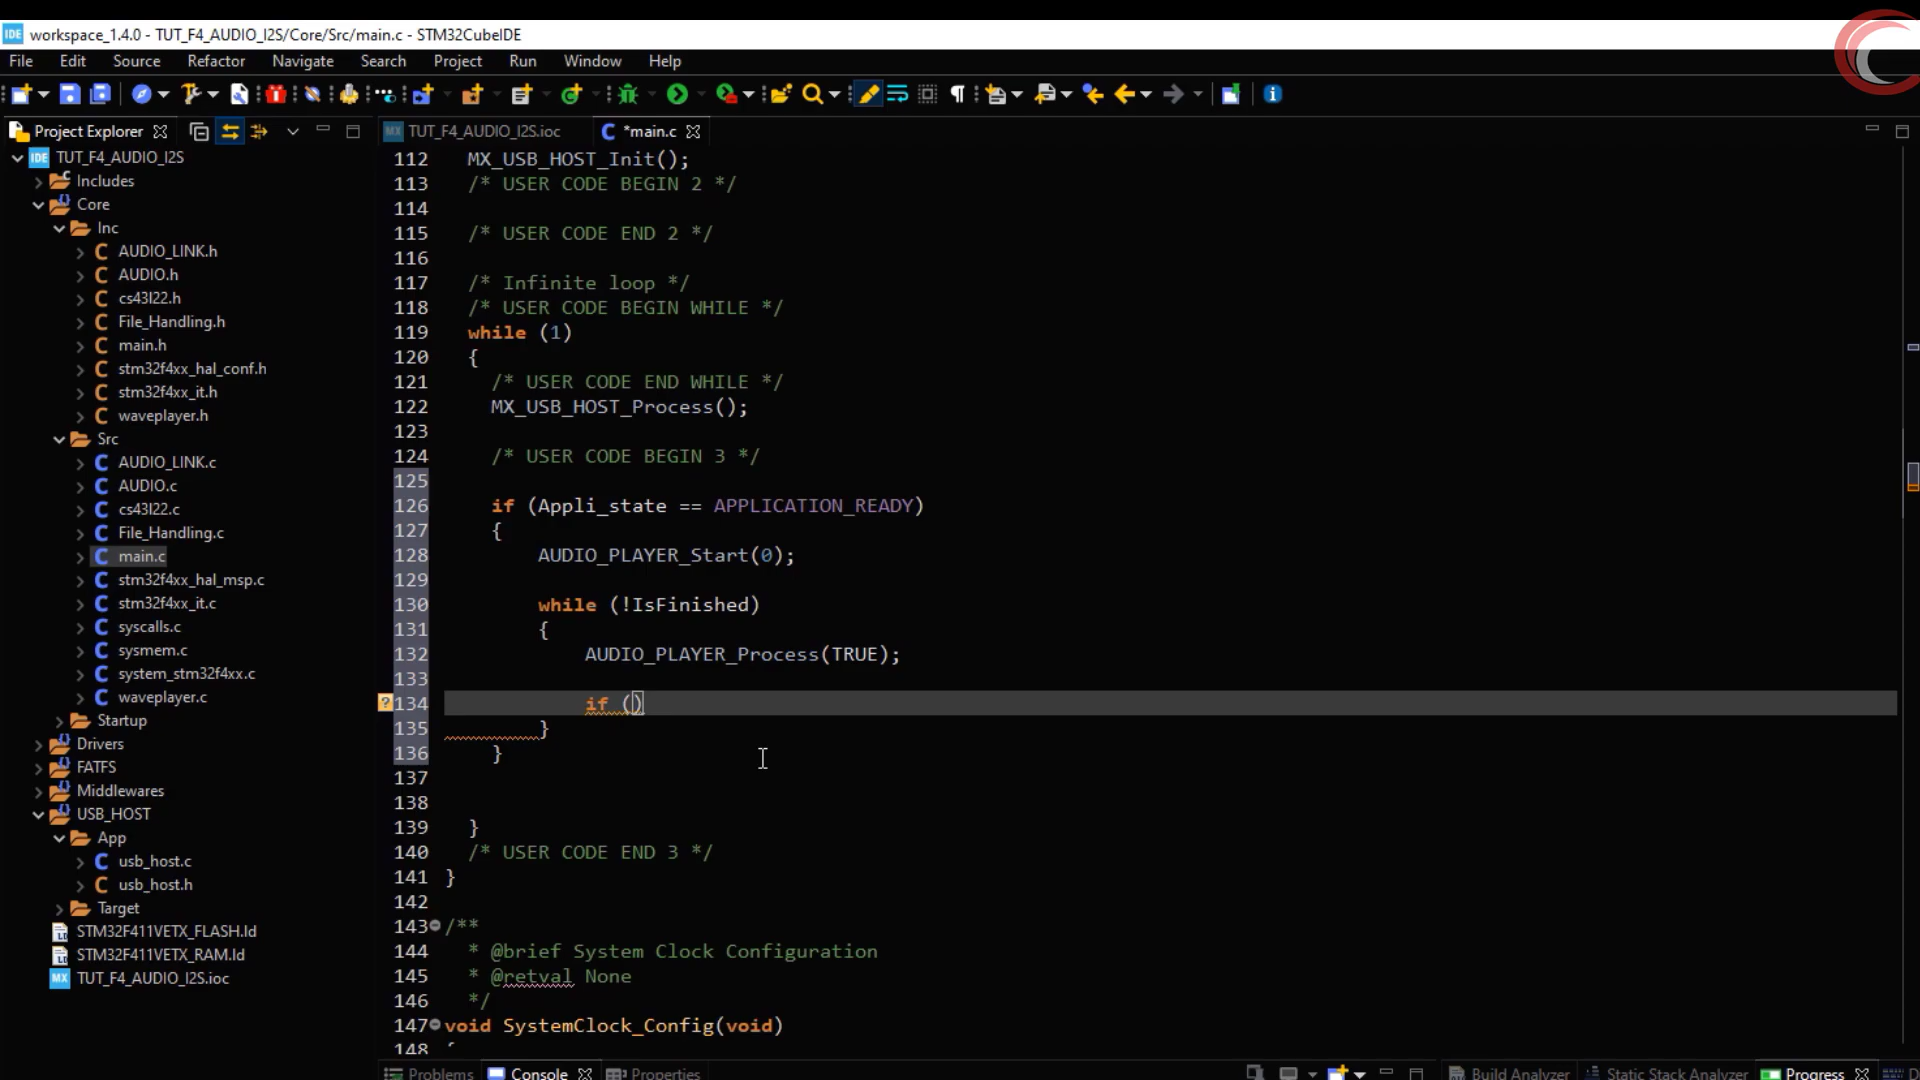 IDE workspace_1.4.0 - TUT_F4_AUDIO_I2S/Core/Src/main.c - STM32CubeIDE
File Edit Source Refactor Navigate Search Project Run Window Help
Project Explorer
MX TUT_F4_AUDIO_I2S.ioc
*main.c
IDE TUT_F4_AUDIO_I2S
Includes
Core
Inc
AUDIO_LINK.h
AUDIO.h
cs43l22.h
File_Handling.h
main.h
stm32f4xx_hal_conf.h
stm32f4xx_it.h
waveplayer.h
Src
AUDIO_LINK.c
AUDIO.c
cs43l22.c
File_Handling.c
main.c
stm32f4xx_hal_msp.c
stm32f4xx_it.c
syscalls.c
sysmem.c
system_stm32f4xx.c
waveplayer.c
Startup
Drivers
FATFS
Middlewares
USB_HOST
App
usb_host.c
usb_host.h
Target
STM32F411VETX_FLASH.ld
STM32F411VETX_RAM.ld
MX TUT_F4_AUDIO_I2S.ioc
112 MX_USB_HOST_Init();
113 /* USER CODE BEGIN 2 */
114
115 /* USER CODE END 2 */
116
117 /* Infinite loop */
118 /* USER CODE BEGIN WHILE */
119 while (1)
120 {
121 /* USER CODE END WHILE */
122 MX_USB_HOST_Process();
123
124 /* USER CODE BEGIN 3 */
125
126 if (Appli_state == APPLICATION_READY)
127 {
128 AUDIO_PLAYER_Start(0);
129
130 while (!IsFinished)
131 {
132 AUDIO_PLAYER_Process(TRUE);
133
134 if ()
135 }
136 }
137
138
139 }
140 /* USER CODE END 3 */
141 }
142
143 /**
144 * @brief System Clock Configuration
145 * @retval None
146 */
147 void SystemClock_Config(void)
148 {
Problems Console Properties
Build Analyzer Static Stack Analyzer Progress